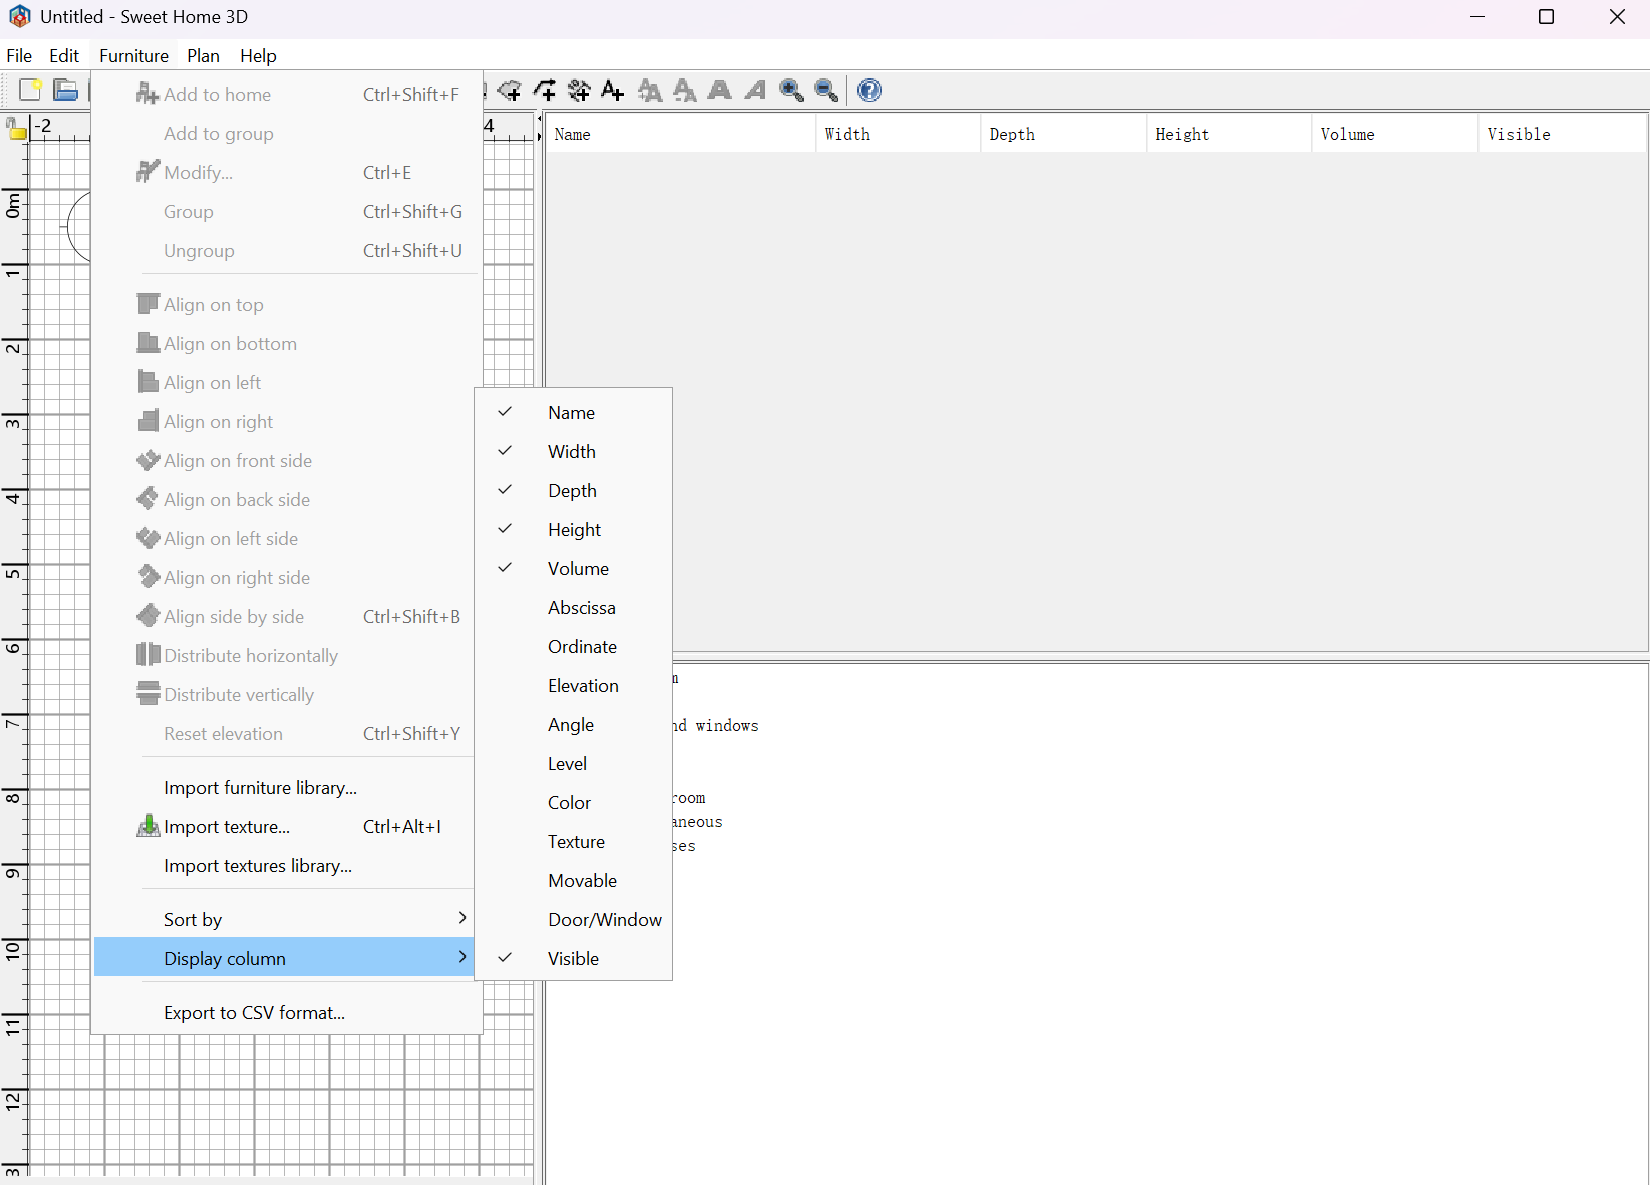 Untitled - Sweet Home 3D
File Edit Furniture Plan Help
Add to home Ctrl+Shift+F
Add to group
Modify... Ctrl+E
Group Ctrl+Shift+G
Ungroup Ctrl+Shift+U
Align on top
Align on bottom
Align on left
Align on right
Align on front side
Align on back side
Align on left side
Align on right side
Align side by side Ctrl+Shift+B
Distribute horizontally
Distribute vertically
Reset elevation Ctrl+Shift+Y
Import furniture library...
Import texture... Ctrl+Alt+I
Import textures library...
Sort by
Display column
Export to CSV format...
Name
Width
Depth
Height
Volume
Abscissa
Ordinate
Elevation
Angle
Level
Color
Texture
Movable
Door/Window
Visible
Name Width Depth Height Volume Visible
windows
room
-2
4
0m
1
2
3
4
5
6
7
8
9
10
11
12